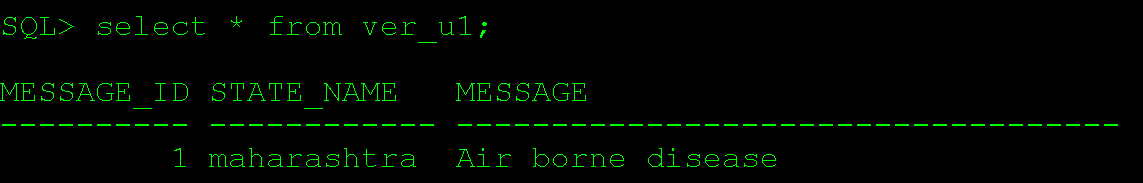 SQL> select * from ver_u1;
MESSAGE_ID STATE_NAME   MESSAGE
---------- ------------ -----------------------------------
         1 maharashtra  Air borne disease